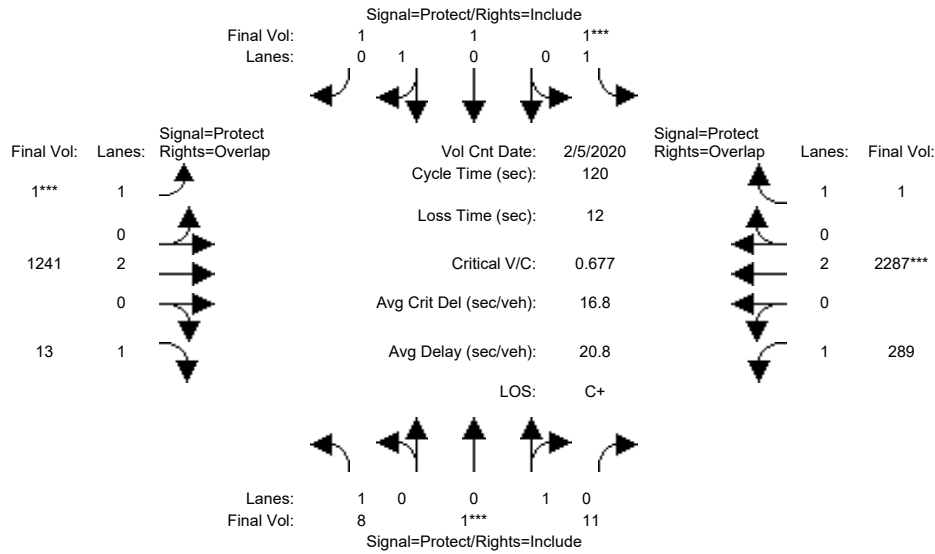 Signal=Protect/Rights=Include
Final Vol: 1 1 1***
Lanes: 0 1 0 0 1
Signal=Protect Signal=Protect
Final Vol: Lanes: Rights=Overlap Vol Cnt Date: 2/5/2020 Rights=Overlap Lanes: Final Vol:
Cycle Time (sec): 120
1*** 1 1 1
Loss Time (sec): 12
0 0
1241 2 Critical V/C: 0.677 2 2287***
0 Avg Crit Del (sec/veh): 16.8 0
13 1 Avg Delay (sec/veh): 20.8 1 289
LOS: C+
Lanes: 1 0 0 1 0
Final Vol: 8 1*** 11
Signal=Protect/Rights=Include